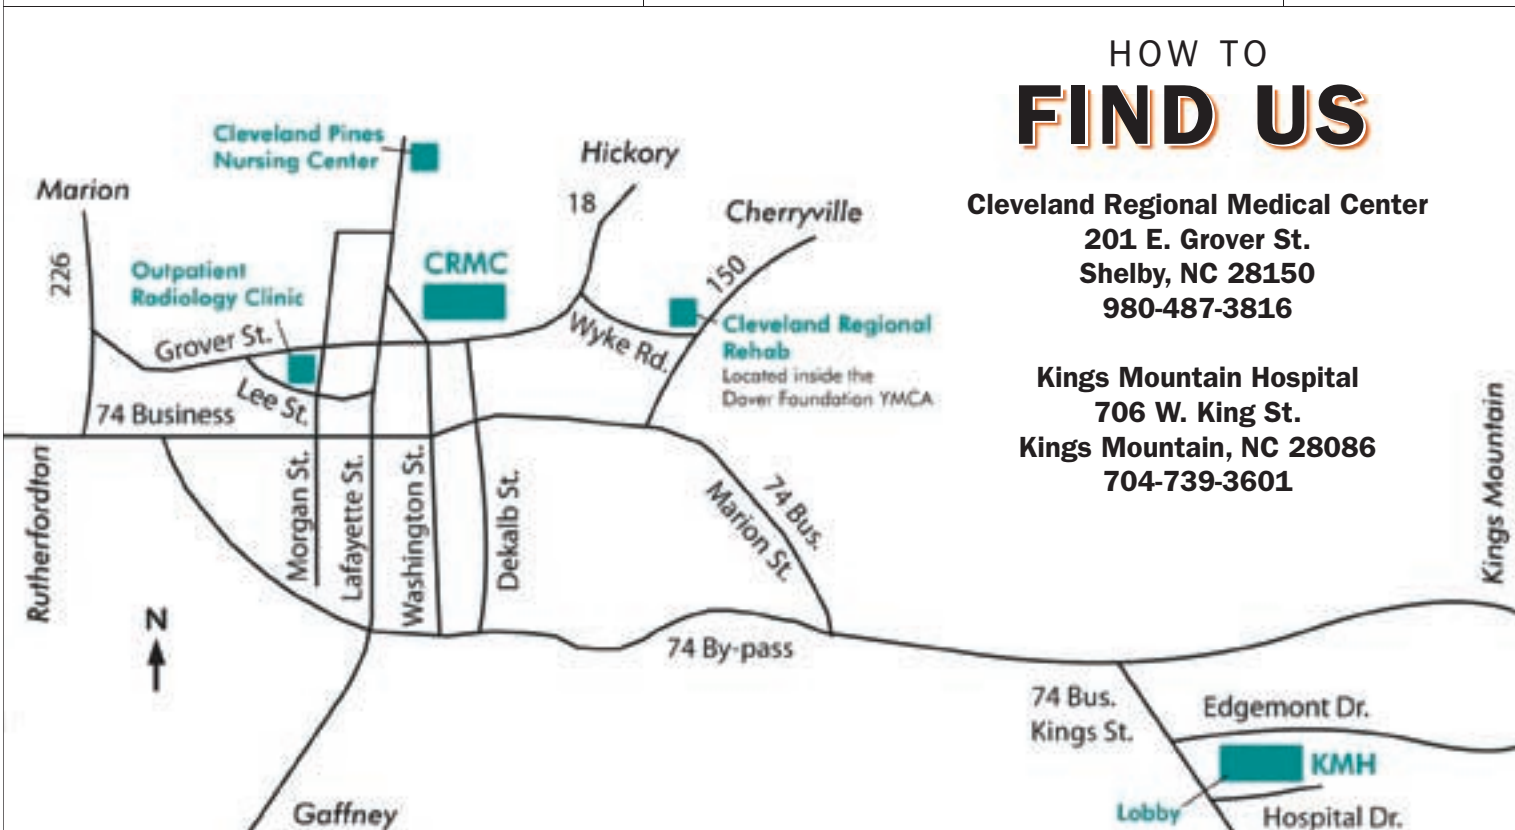 HOW TO
FIND US
Cleveland Regional Medical Center
201 E. Grover St.
Shelby, NC 28150
980-487-3816
Kings Mountain Hospital
706 W. King St.
Kings Mountain, NC 28086
704-739-3601
Cleveland Pines
Nursing Center
Hickory
Marion
18
Cherryville
226
Outpatient
Radiology Clinic
CRMC
150
Grover St.
Wyke Rd.
Cleveland Regional
Rehab
Located inside the
Dover Foundation YMCA
Lee St.
74 Business
Rutherfordton
Morgan St.
Lafayette St.
Washington St.
Dekalb St.
74 Bus.
Marion St.
Kings Mountain
N
74 By-pass
74 Bus.
Kings St.
Edgemont Dr.
KMH
Lobby
Hospital Dr.
Gaffney